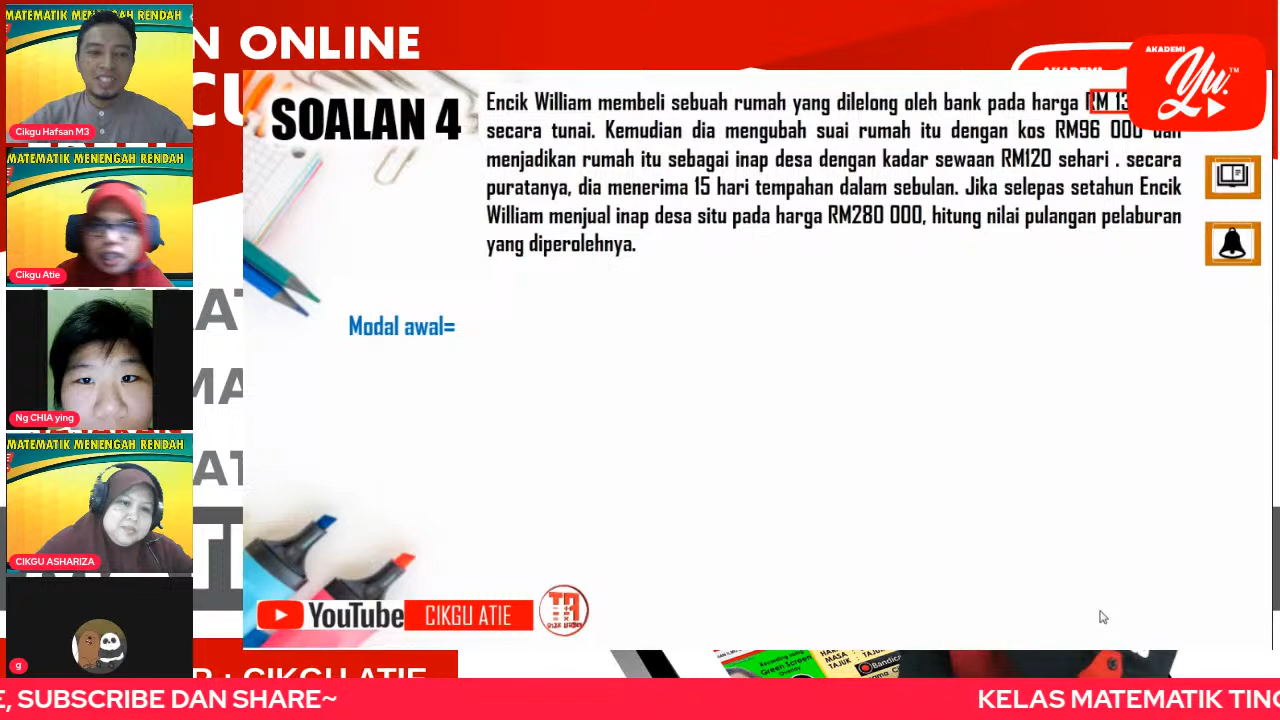 MATEMATIK MENENGAH RENDAH
Cikgu Hafsan M3
MATEMATIK MENENGAH RENDAH
Cikgu Atie
Ng CHIA ying
MATEMATIK MENENGAH RENDAH
CIKGU ASHARIZA
g
N ONLINE
AKADEMI
Yu.
TM
SOALAN 4
Encik William membeli sebuah rumah yang dilelong oleh bank pada harga RM 13
secara tunai. Kemudian dia mengubah suai rumah itu dengan kos RM96 000 dan
menjadikan rumah itu sebagai inap desa dengan kadar sewaan RM120 sehari . secara
puratanya, dia menerima 15 hari tempahan dalam sebulan. Jika selepas setahun Encik
William menjual inap desa situ pada harga RM280 000, hitung nilai pulangan pelaburan
yang diperolehnya.
Modal awal=
YouTube CIKGU ATIE
: CIKGU ATIE
E, SUBSCRIBE DAN SHARE~
KELAS MATEMATIK TING